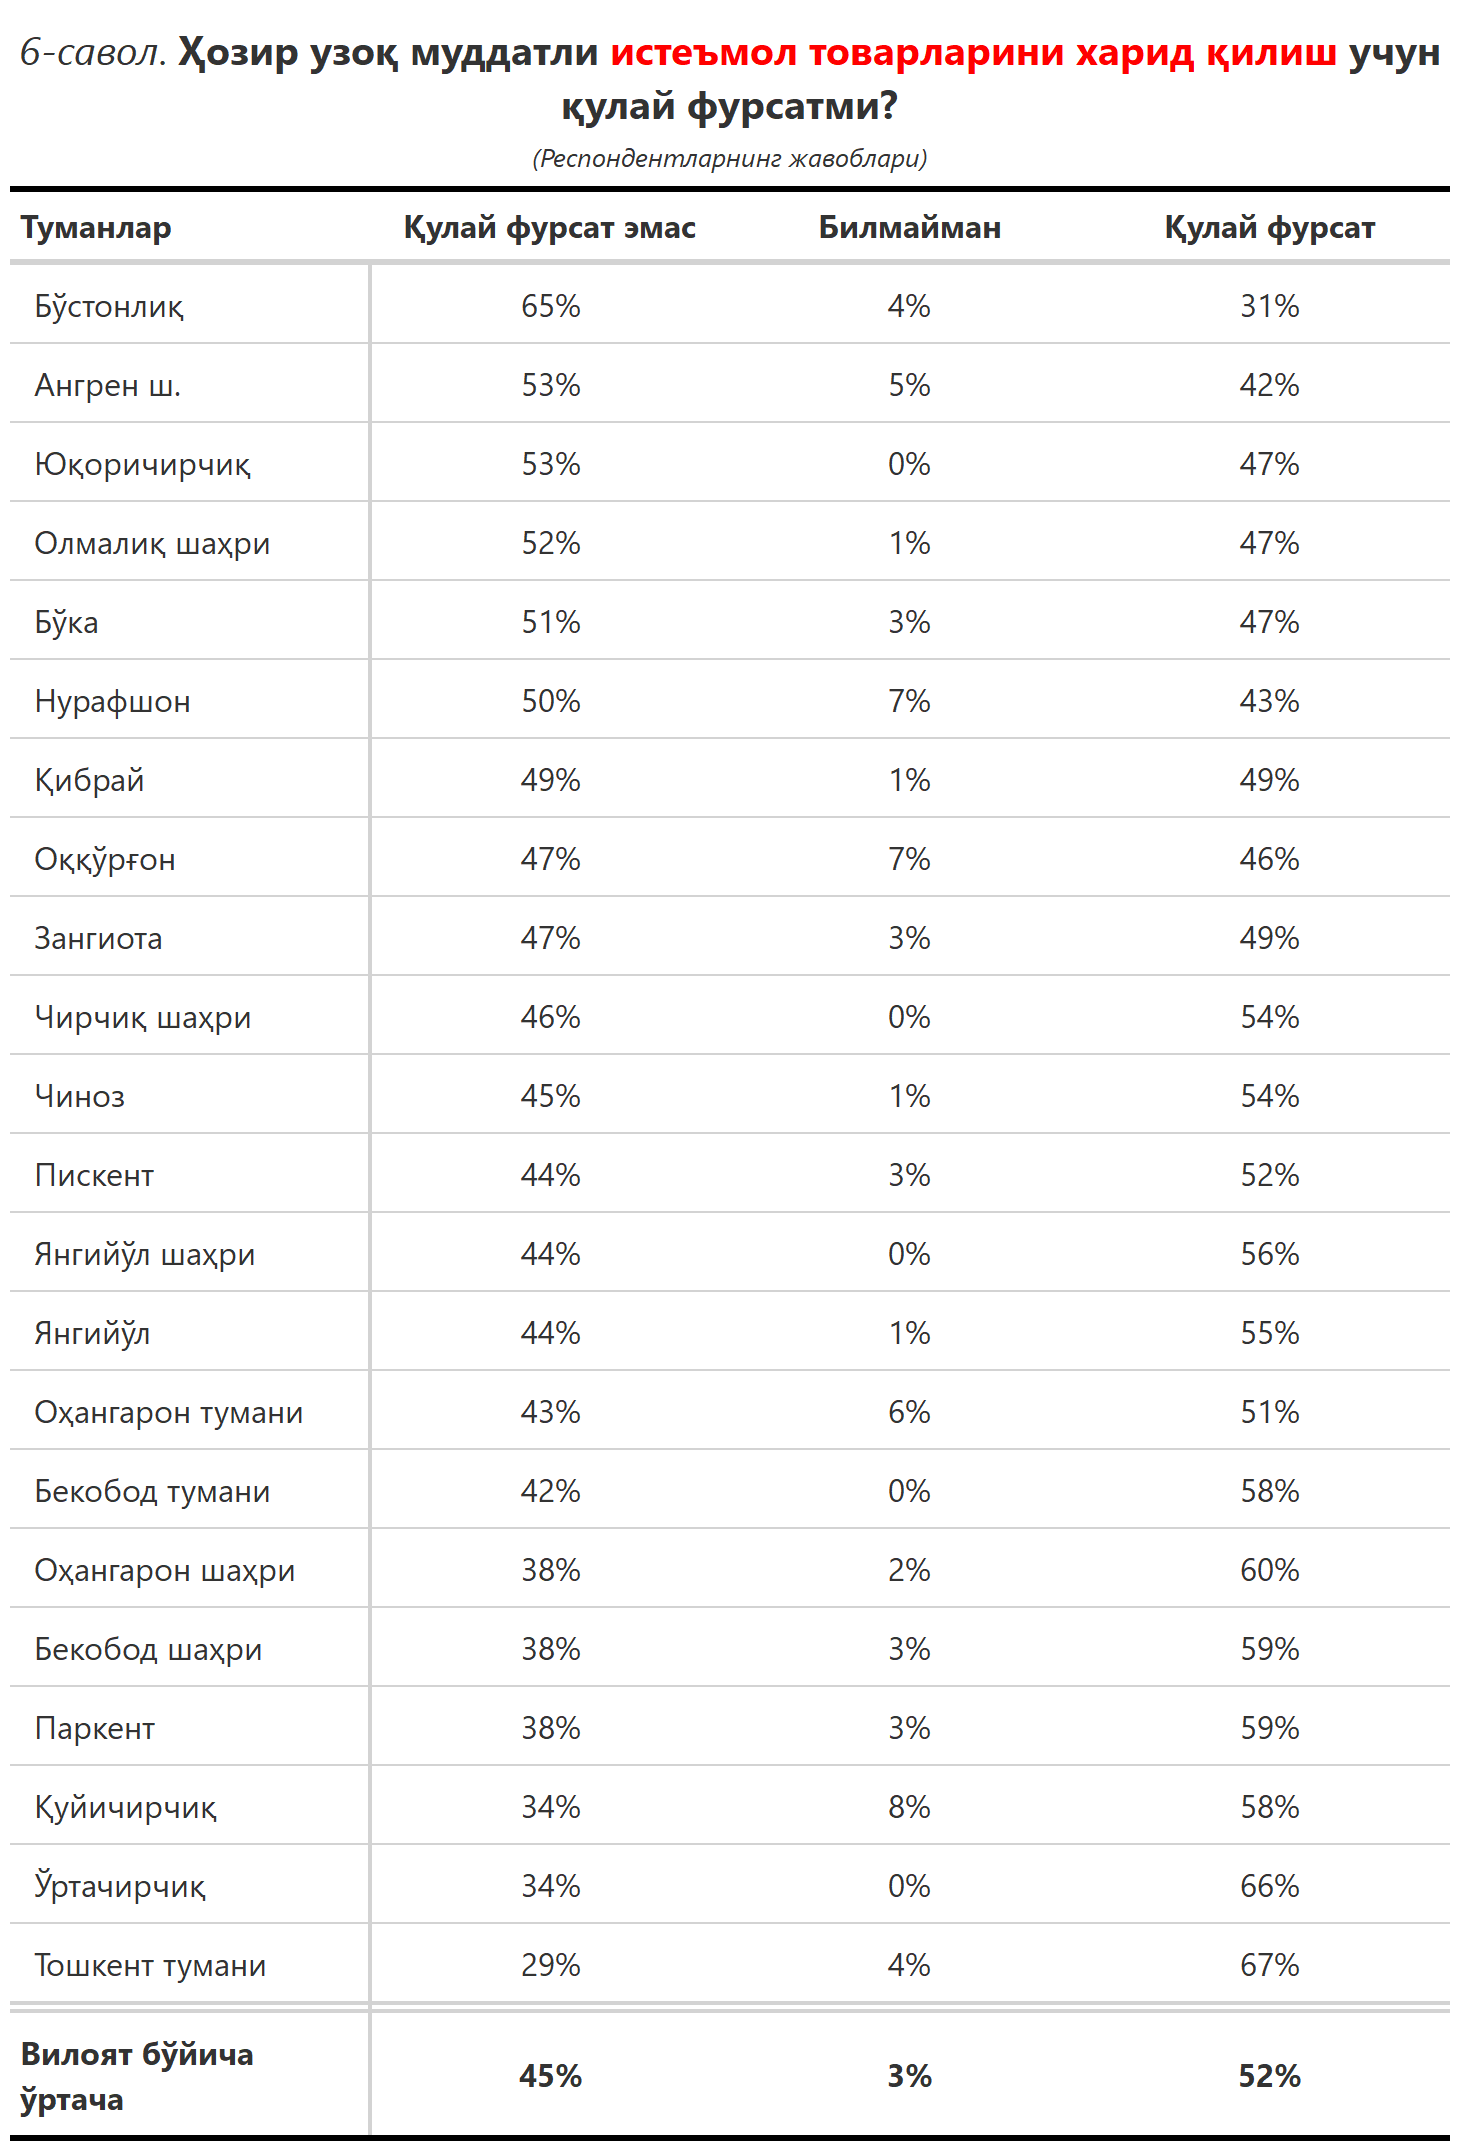 6-савол. Ҳозир узоқ муддатли истеъмол товарларини харид қилиш учун
қулай фурсатми?
(Респондентларнинг жавоблари)
Туманлар Қулай фурсат эмас Билмайман Қулай фурсат
Бўстонлиқ 65% 4% 31%
Ангрен ш. 53% 5% 42%
Юқоричирчиқ 53% 0% 47%
Олмалиқ шаҳри 52% 1% 47%
Бўка 51% 3% 47%
Нурафшон 50% 7% 43%
Қибрай 49% 1% 49%
Оққўрғон 47% 7% 46%
Зангиота 47% 3% 49%
Чирчиқ шаҳри 46% 0% 54%
Чиноз 45% 1% 54%
Пискент 44% 3% 52%
Янгийўл шаҳри 44% 0% 56%
Янгийўл 44% 1% 55%
Оҳангарон тумани 43% 6% 51%
Бекобод тумани 42% 0% 58%
Оҳангарон шаҳри 38% 2% 60%
Бекобод шаҳри 38% 3% 59%
Паркент 38% 3% 59%
Қуйичирчиқ 34% 8% 58%
Ўртачирчиқ 34% 0% 66%
Тошкент тумани 29% 4% 67%
Вилоят бўйича
ўртача 45% 3% 52%